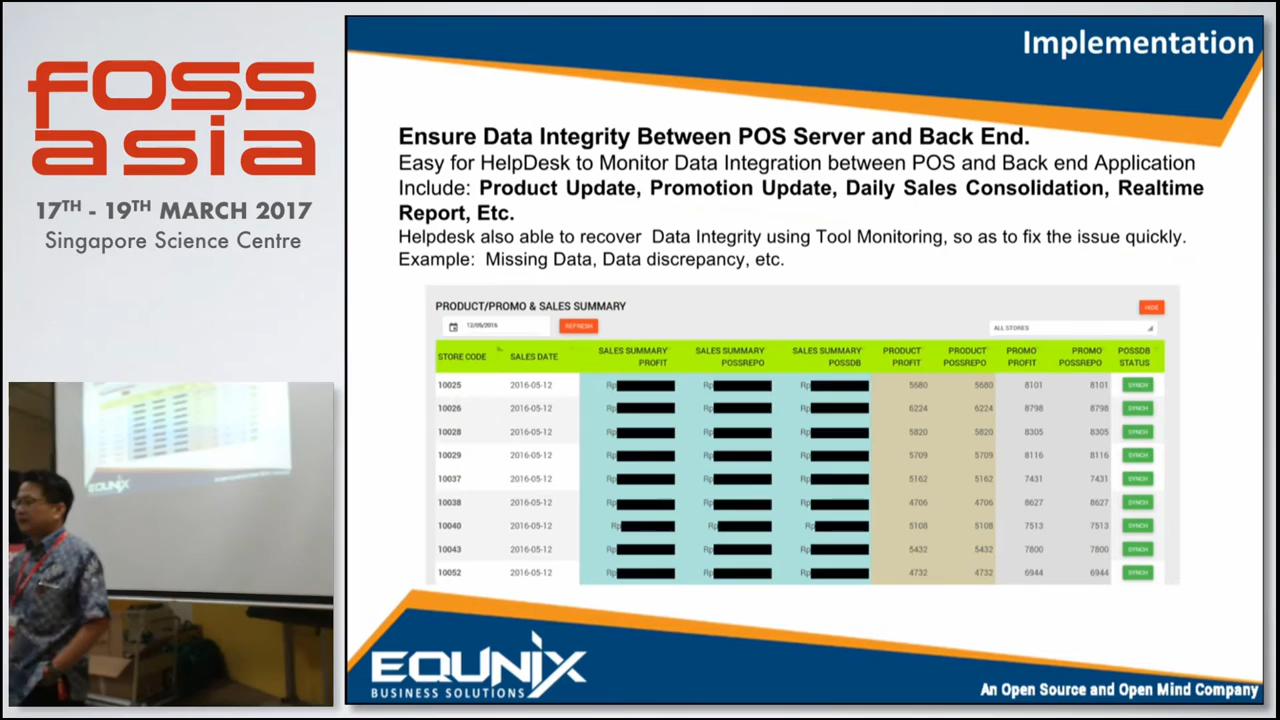 foss
asia
17TH - 19TH MARCH 2017
Singapore Science Centre
EQUNIX
Implementation
Ensure Data Integrity Between POS Server and Back End.
Easy for HelpDesk to Monitor Data Integration between POS and Back end Application
Include: Product Update, Promotion Update, Daily Sales Consolidation, Realtime
Report, Etc.
Helpdesk also able to recover Data Integrity using Tool Monitoring, so as to fix the issue quickly.
Example: Missing Data, Data discrepancy, etc.
PRODUCT/PROMO & SALES SUMMARY HIDE
12/05/2016 REFRESH ALL STORES
STORE CODE SALES DATE SALES SUMMARY PROFIT SALES SUMMARY POSSREPO SALES SUMMARY POSSDB PRODUCT PROFIT PRODUCT POSSREPO PROMO PROFIT PROMO POSSREPO POSSDB STATUS
10025 2016-05-12 Rp Rp Rp 5680 5680 8101 8101 SYNCH
10026 2016-05-12 Rp Rp Rp 6224 6224 8798 8798 SYNCH
10028 2016-05-12 Rp Rp Rp 5820 5820 8305 8305 SYNCH
10029 2016-05-12 Rp Rp Rp 5709 5709 8116 8116 SYNCH
10037 2016-05-12 Rp Rp Rp 5162 5162 7431 7431 SYNCH
10038 2016-05-12 Rp Rp Rp 4706 4706 8627 8627 SYNCH
10040 2016-05-12 Rp Rp Rp 5108 5108 7513 7513 SYNCH
10043 2016-05-12 Rp Rp Rp 5432 5432 7800 7800 SYNCH
10052 2016-05-12 Rp Rp Rp 4732 4732 6944 6944 SYNCH
EQUNIX
BUSINESS SOLUTIONS
An Open Source and Open Mind Company